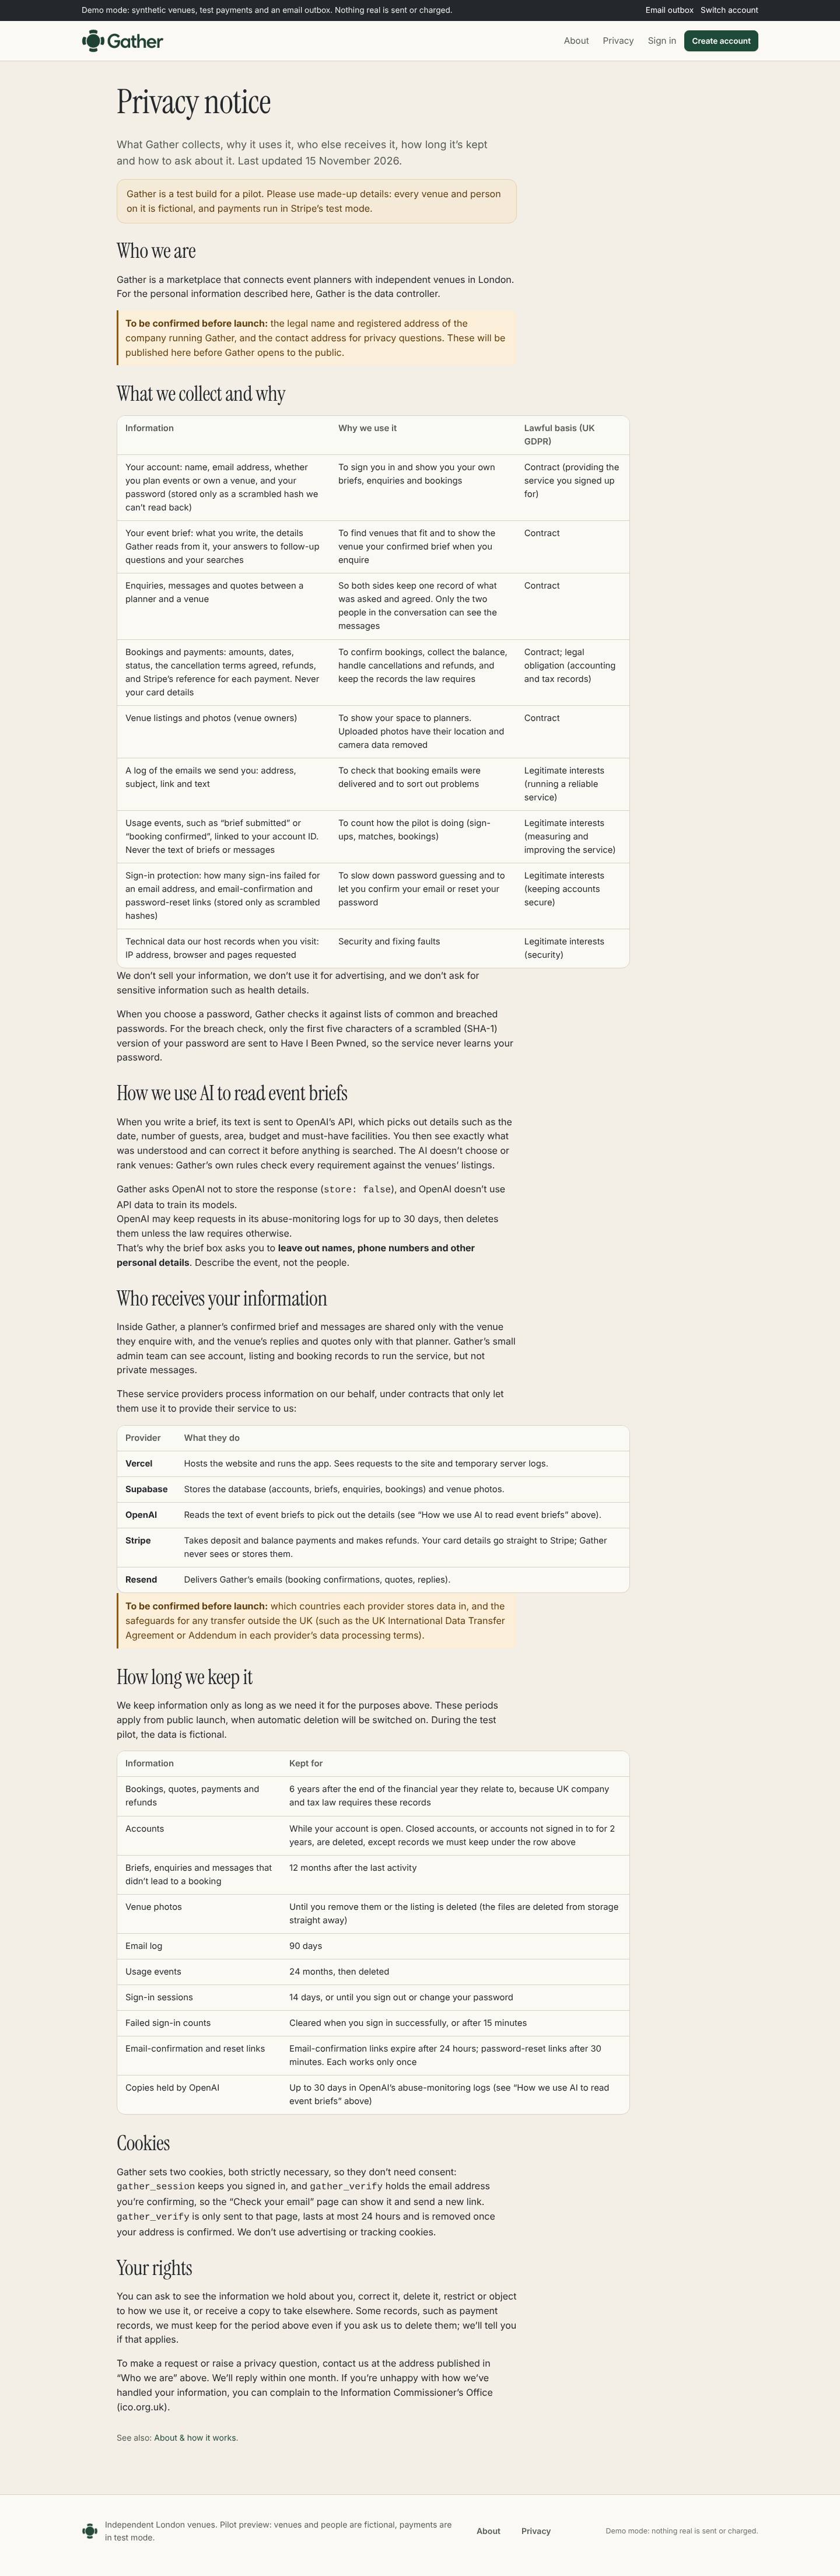 Demo mode: synthetic venues, test payments and an email outbox. Nothing real is sent or charged.
Email outbox Switch account
Gather
About Privacy Sign in Create account
Privacy notice
What Gather collects, why it uses it, who else receives it, how long it’s kept
and how to ask about it. Last updated 15 November 2026.
Gather is a test build for a pilot. Please use made-up details: every venue and person
on it is fictional, and payments run in Stripe’s test mode.
Who we are
Gather is a marketplace that connects event planners with independent venues in London.
For the personal information described here, Gather is the data controller.
To be confirmed before launch: the legal name and registered address of the
company running Gather, and the contact address for privacy questions. These will be
published here before Gather opens to the public.
What we collect and why
Information
Why we use it
Lawful basis (UK
GDPR)
Your account: name, email address, whether
you plan events or own a venue, and your
password (stored only as a scrambled hash we
can’t read back)
To sign you in and show you your own
briefs, enquiries and bookings
Contract (providing the
service you signed up
for)
Your event brief: what you write, the details
Gather reads from it, your answers to follow-up
questions and your searches
To find venues that fit and to show the
venue your confirmed brief when you
enquire
Contract
Enquiries, messages and quotes between a
planner and a venue
So both sides keep one record of what
was asked and agreed. Only the two
people in the conversation can see the
messages
Contract
Bookings and payments: amounts, dates,
status, the cancellation terms agreed, refunds,
and Stripe’s reference for each payment. Never
your card details
To confirm bookings, collect the balance,
handle cancellations and refunds, and
keep the records the law requires
Contract; legal
obligation (accounting
and tax records)
Venue listings and photos (venue owners)
To show your space to planners.
Uploaded photos have their location and
camera data removed
Contract
A log of the emails we send you: address,
subject, link and text
To check that booking emails were
delivered and to sort out problems
Legitimate interests
(running a reliable
service)
Usage events, such as “brief submitted” or
“booking confirmed”, linked to your account ID.
Never the text of briefs or messages
To count how the pilot is doing (sign-
ups, matches, bookings)
Legitimate interests
(measuring and
improving the service)
Sign-in protection: how many sign-ins failed for
an email address, and email-confirmation and
password-reset links (stored only as scrambled
hashes)
To slow down password guessing and to
let you confirm your email or reset your
password
Legitimate interests
(keeping accounts
secure)
Technical data our host records when you visit:
IP address, browser and pages requested
Security and fixing faults
Legitimate interests
(security)
We don’t sell your information, we don’t use it for advertising, and we don’t ask for
sensitive information such as health details.
When you choose a password, Gather checks it against lists of common and breached
passwords. For the breach check, only the first five characters of a scrambled (SHA-1)
version of your password are sent to Have I Been Pwned, so the service never learns your
password.
How we use AI to read event briefs
When you write a brief, its text is sent to OpenAI’s API, which picks out details such as the
date, number of guests, area, budget and must-have facilities. You then see exactly what
was understood and can correct it before anything is searched. The AI doesn’t choose or
rank venues: Gather’s own rules check every requirement against the venues’ listings.
Gather asks OpenAI not to store the response (store: false), and OpenAI doesn’t use
API data to train its models.
OpenAI may keep requests in its abuse-monitoring logs for up to 30 days, then deletes
them unless the law requires otherwise.
That’s why the brief box asks you to leave out names, phone numbers and other
personal details. Describe the event, not the people.
Who receives your information
Inside Gather, a planner’s confirmed brief and messages are shared only with the venue
they enquire with, and the venue’s replies and quotes only with that planner. Gather’s small
admin team can see account, listing and booking records to run the service, but not
private messages.
These service providers process information on our behalf, under contracts that only let
them use it to provide their service to us:
Provider What they do
Vercel Hosts the website and runs the app. Sees requests to the site and temporary server logs.
Supabase Stores the database (accounts, briefs, enquiries, bookings) and venue photos.
OpenAI Reads the text of event briefs to pick out the details (see “How we use AI to read event briefs” above).
Stripe Takes deposit and balance payments and makes refunds. Your card details go straight to Stripe; Gather
never sees or stores them.
Resend Delivers Gather’s emails (booking confirmations, quotes, replies).
To be confirmed before launch: which countries each provider stores data in, and the
safeguards for any transfer outside the UK (such as the UK International Data Transfer
Agreement or Addendum in each provider’s data processing terms).
How long we keep it
We keep information only as long as we need it for the purposes above. These periods
apply from public launch, when automatic deletion will be switched on. During the test
pilot, the data is fictional.
Information Kept for
Bookings, quotes, payments and
refunds
6 years after the end of the financial year they relate to, because UK company
and tax law requires these records
Accounts
While your account is open. Closed accounts, or accounts not signed in to for 2
years, are deleted, except records we must keep under the row above
Briefs, enquiries and messages that
didn’t lead to a booking
12 months after the last activity
Venue photos
Until you remove them or the listing is deleted (the files are deleted from storage
straight away)
Email log 90 days
Usage events 24 months, then deleted
Sign-in sessions 14 days, or until you sign out or change your password
Failed sign-in counts Cleared when you sign in successfully, or after 15 minutes
Email-confirmation and reset links
Email-confirmation links expire after 24 hours; password-reset links after 30
minutes. Each works only once
Copies held by OpenAI
Up to 30 days in OpenAI’s abuse-monitoring logs (see “How we use AI to read
event briefs” above)
Cookies
Gather sets two cookies, both strictly necessary, so they don’t need consent:
gather_session keeps you signed in, and gather_verify holds the email address
you’re confirming, so the “Check your email” page can show it and send a new link.
gather_verify is only sent to that page, lasts at most 24 hours and is removed once
your address is confirmed. We don’t use advertising or tracking cookies.
Your rights
You can ask to see the information we hold about you, correct it, delete it, restrict or object
to how we use it, or receive a copy to take elsewhere. Some records, such as payment
records, we must keep for the period above even if you ask us to delete them; we’ll tell you
if that applies.
To make a request or raise a privacy question, contact us at the address published in
“Who we are” above. We’ll reply within one month. If you’re unhappy with how we’ve
handled your information, you can complain to the Information Commissioner’s Office
(ico.org.uk).
See also: About & how it works.
Independent London venues. Pilot preview: venues and people are fictional, payments are
in test mode.
About Privacy
Demo mode: nothing real is sent or charged.